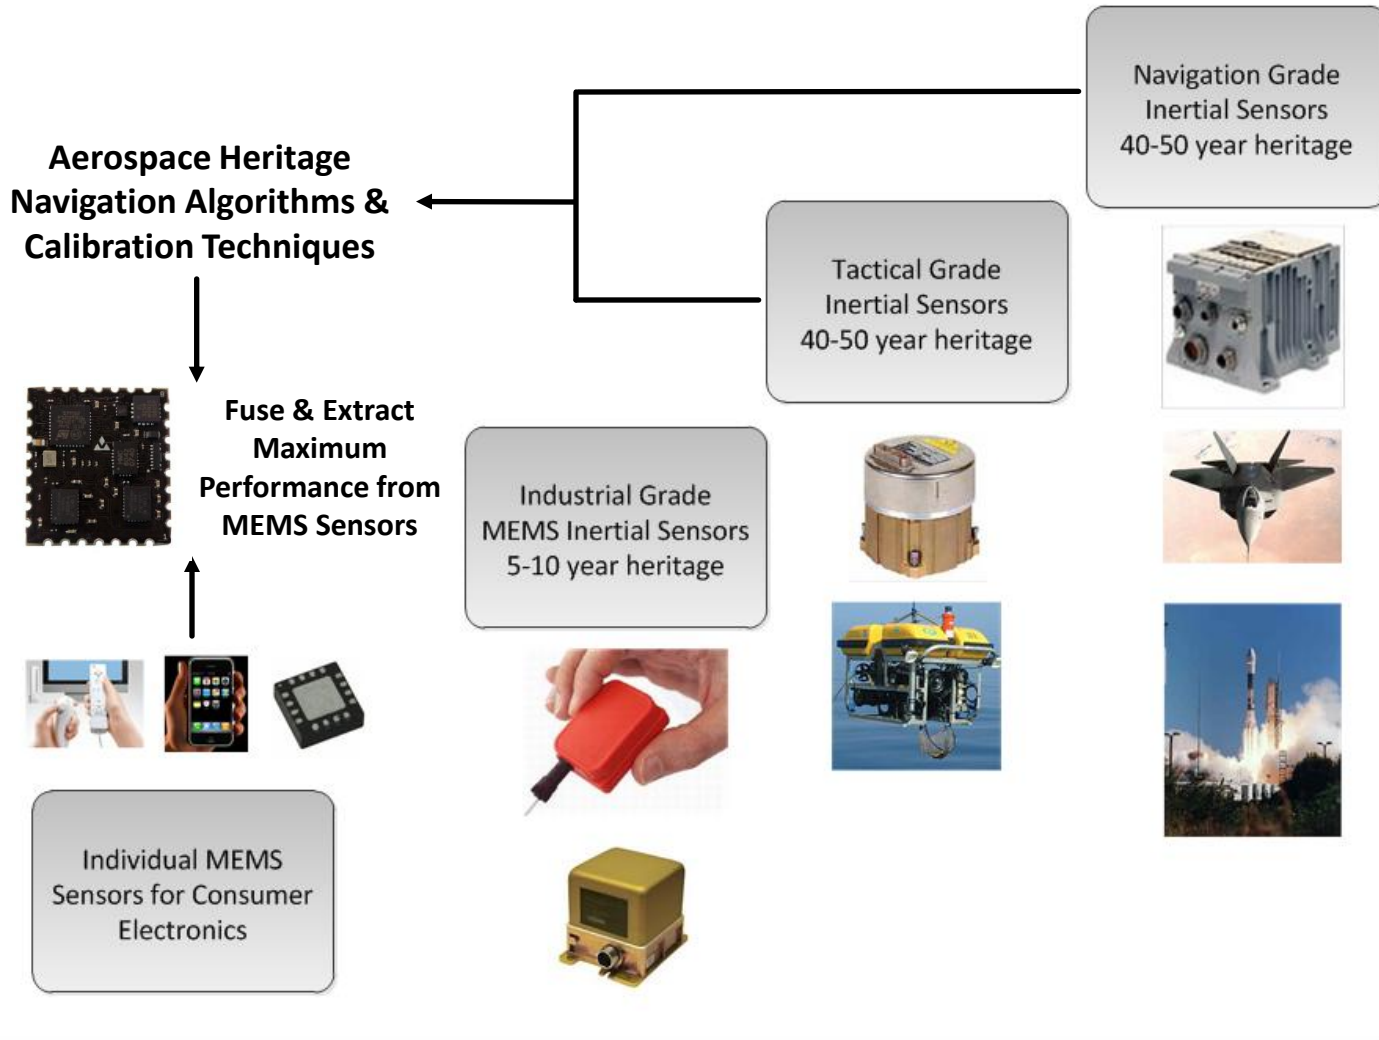 Navigation Grade
Inertial Sensors
40-50 year heritage
Aerospace Heritage
Navigation Algorithms &
Calibration Techniques
Tactical Grade
Inertial Sensors
40-50 year heritage
Fuse & Extract
Maximum
Performance from
MEMS Sensors
Industrial Grade
MEMS Inertial Sensors
5-10 year heritage
Individual MEMS
Sensors for Consumer
Electronics